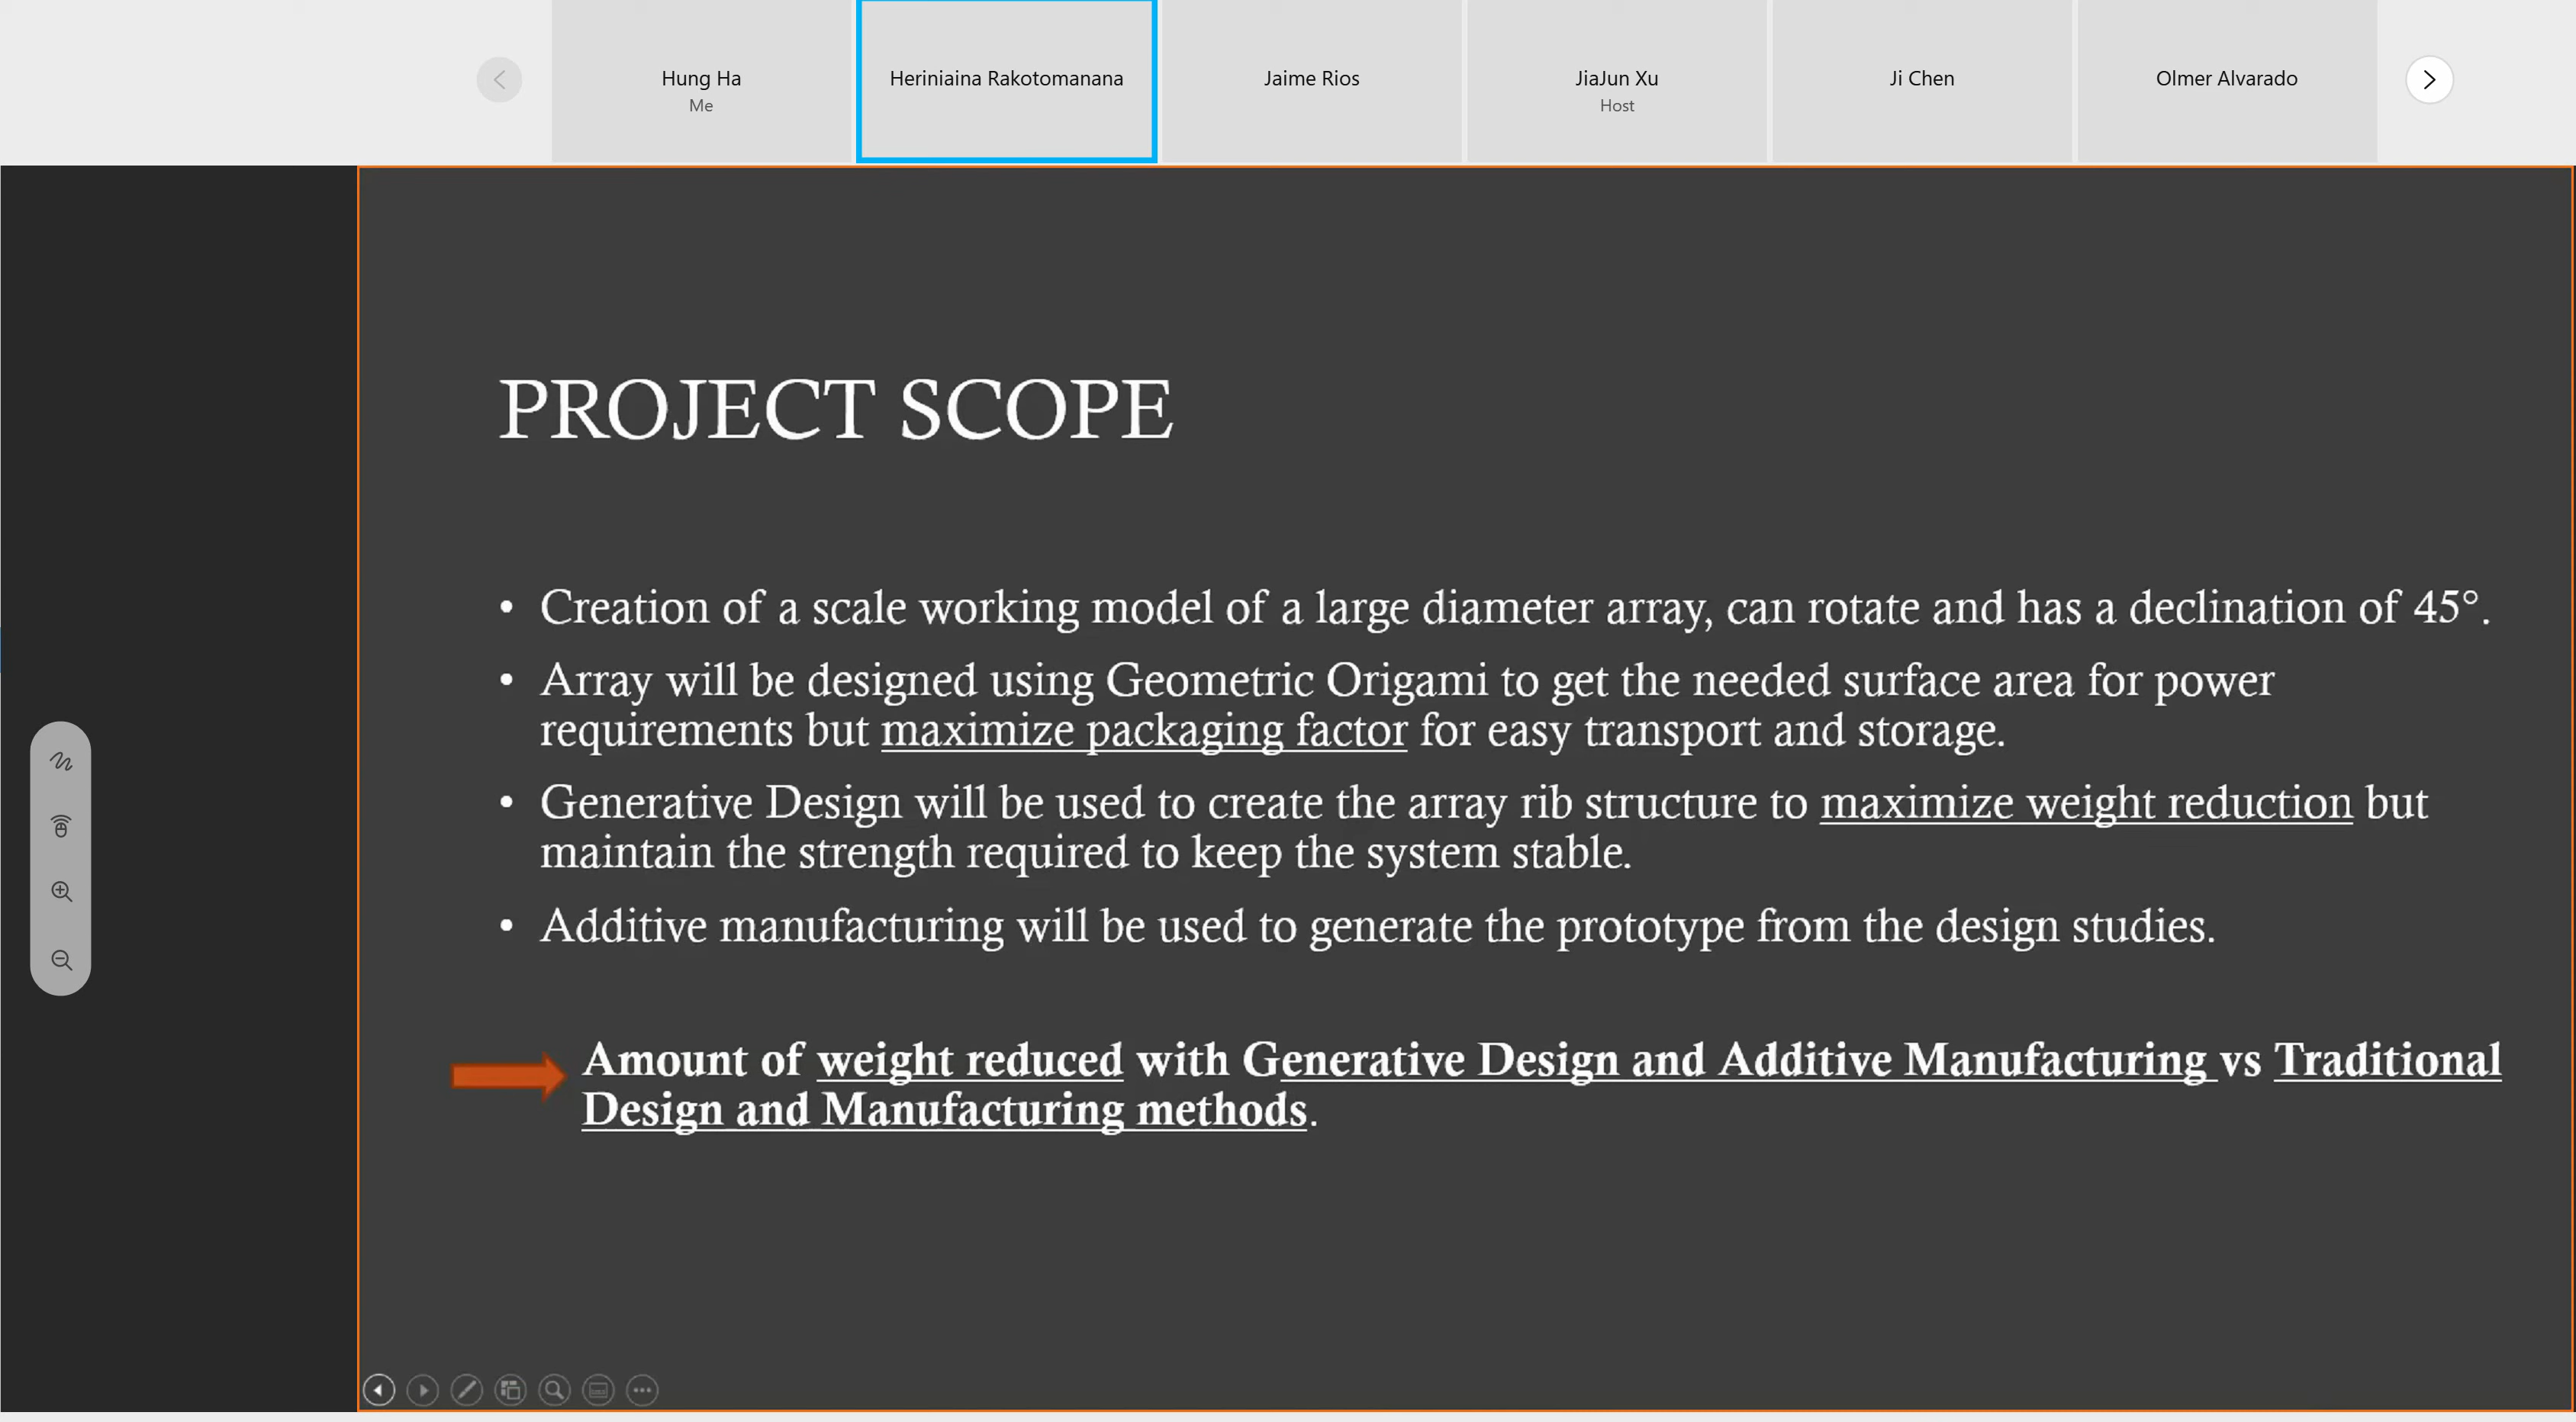 Hung Ha
Me
Heriniaina Rakotomanana
Jaime Rios
JiaJun Xu
Host
Ji Chen
Olmer Alvarado
PROJECT SCOPE
• Creation of a scale working model of a large diameter array, can rotate and has a declination of 45°.
• Array will be designed using Geometric Origami to get the needed surface area for power
requirements but maximize packaging factor for easy transport and storage.
• Generative Design will be used to create the array rib structure to maximize weight reduction but
maintain the strength required to keep the system stable.
• Additive manufacturing will be used to generate the prototype from the design studies.
Amount of weight reduced with Generative Design and Additive Manufacturing vs Traditional
Design and Manufacturing methods.